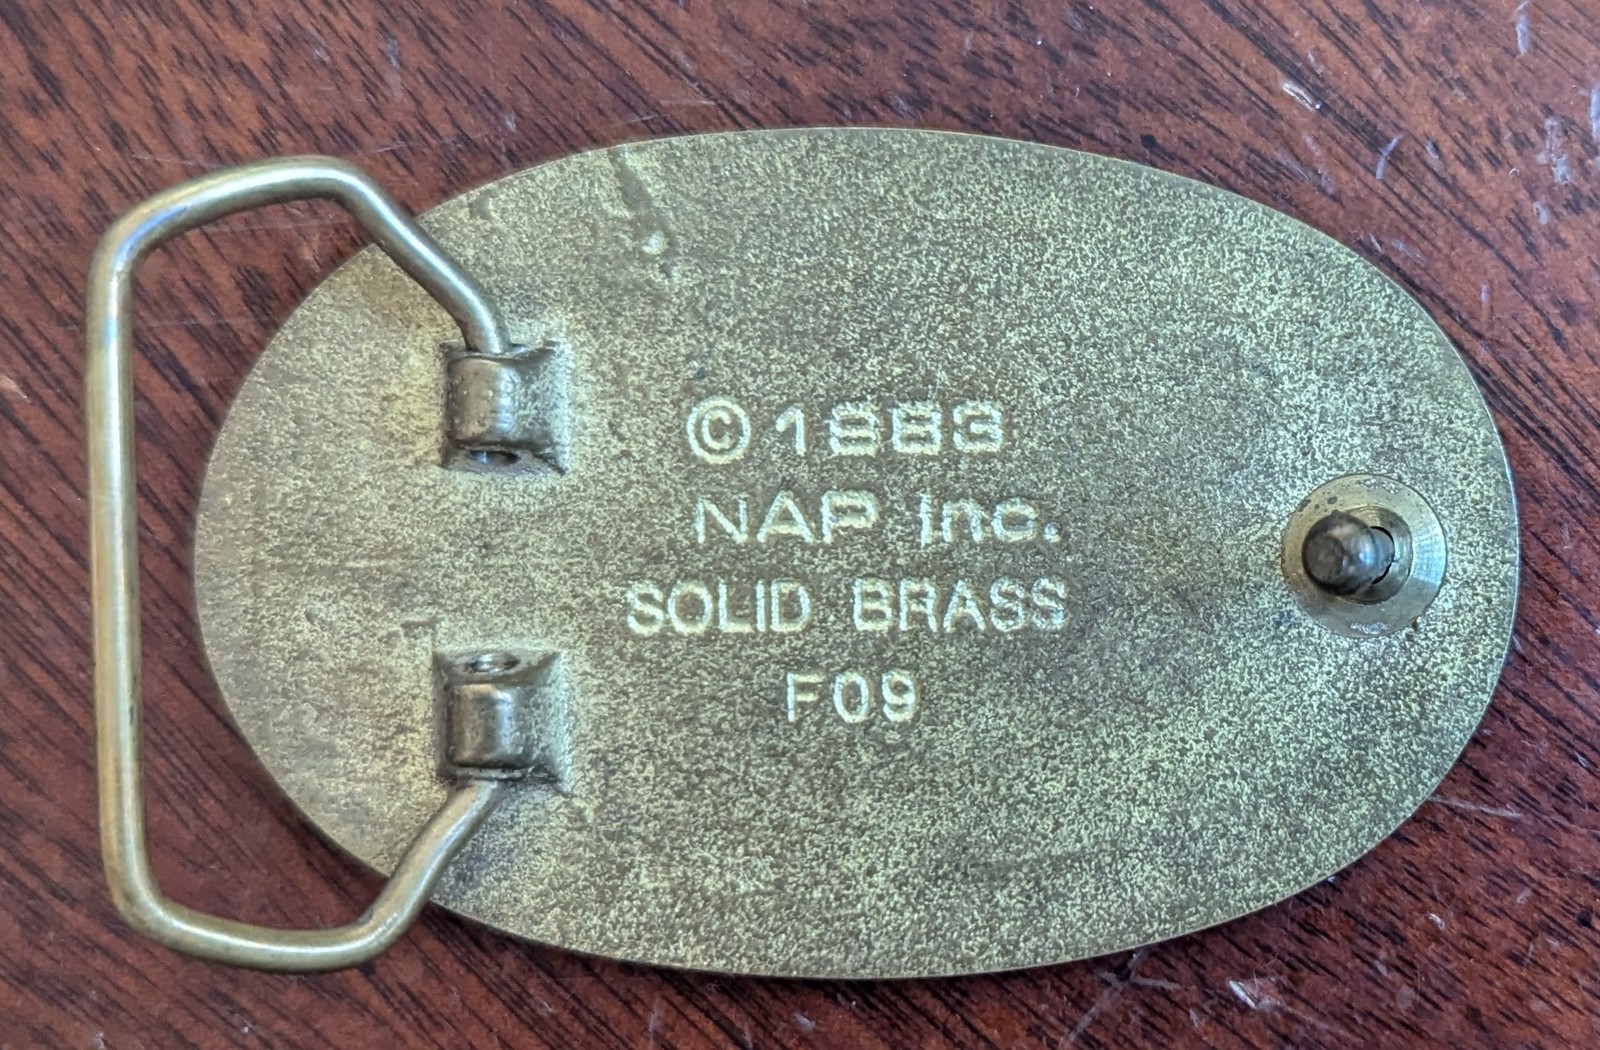 ©1983
NAP inc.
SOLID BRASS
F09